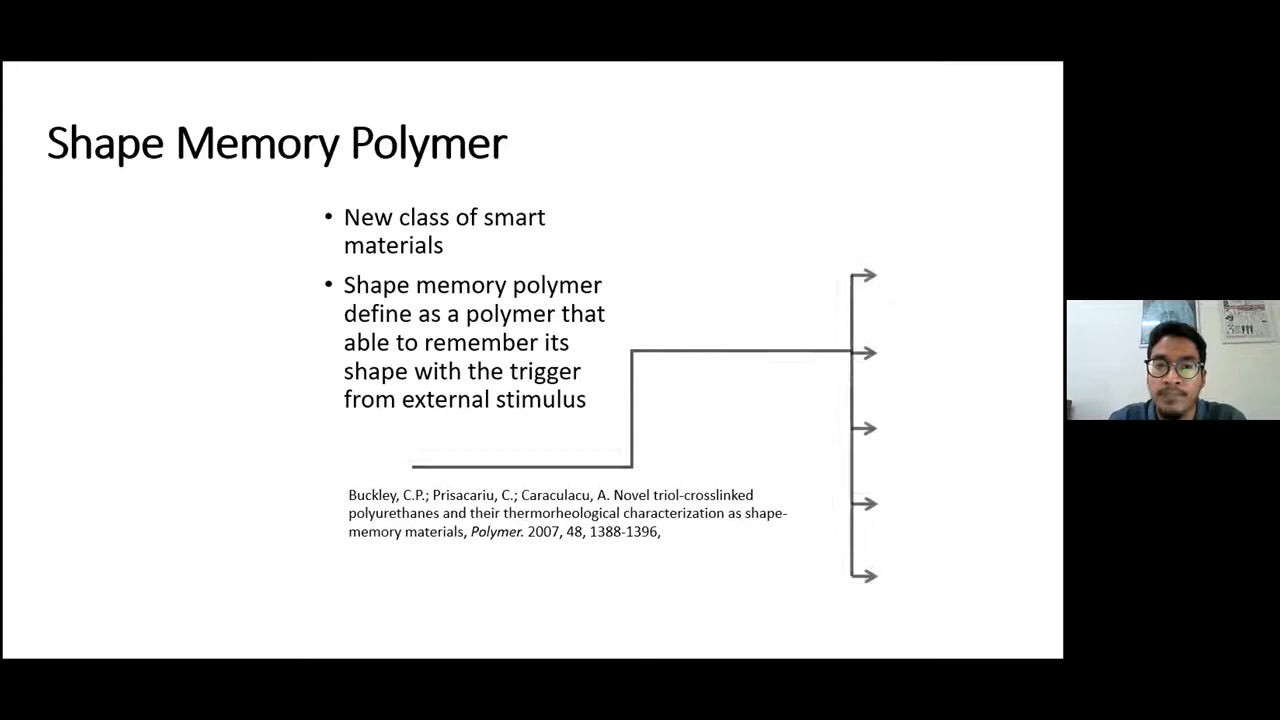 Shape Memory Polymer
• New class of smart
materials
• Shape memory polymer
define as a polymer that
able to remember its
shape with the trigger
from external stimulus
Buckley, C.P.; Prisacariu, C.; Caraculacu, A. Novel triol-crosslinked
polyurethanes and their thermorheological characterization as shape-
memory materials, Polymer. 2007, 48, 1388-1396,